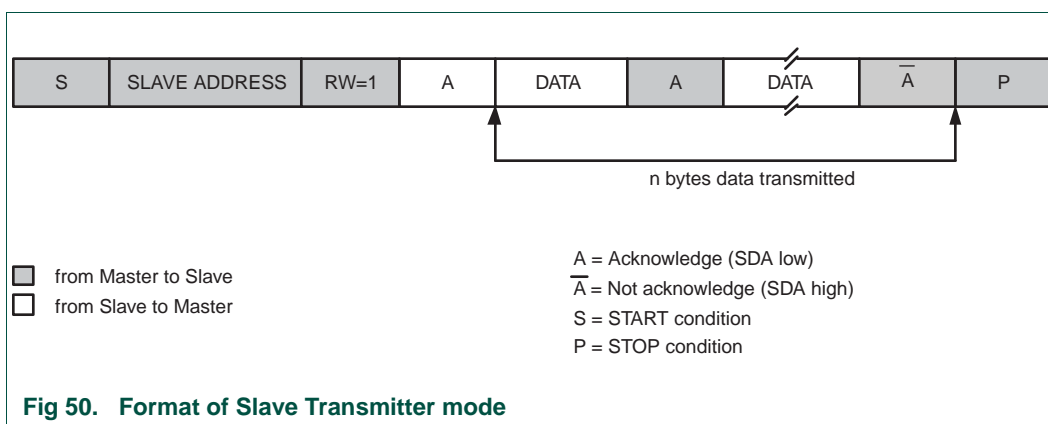 S SLAVE ADDRESS RW=1 A DATA A DATA A̅ P
n bytes data transmitted
from Master to Slave
from Slave to Master
A = Acknowledge (SDA low)
A̅ = Not acknowledge (SDA high)
S = START condition
P = STOP condition
Fig 50. Format of Slave Transmitter mode